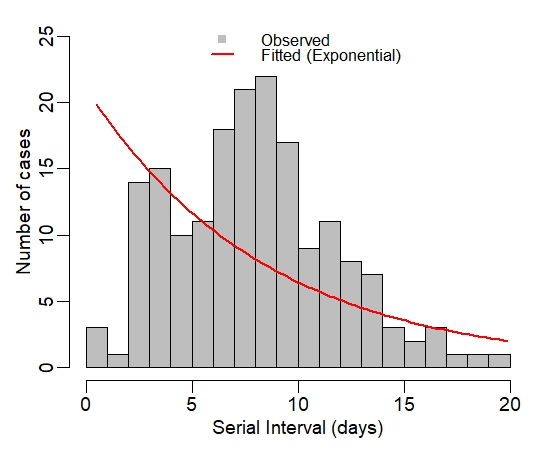 Observed
Fitted (Exponential)
25
20
15
10
5
0
Number of cases
0 5 10 15 20
Serial Interval (days)